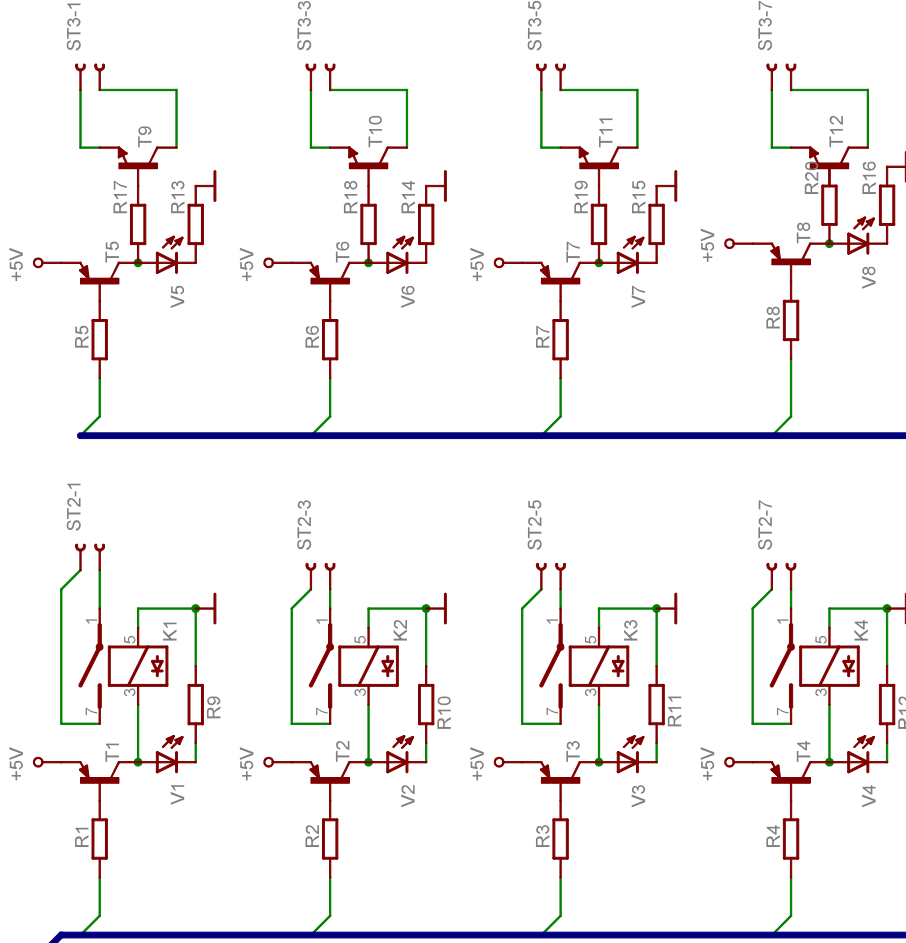 ST3-1
ST3-3
ST3-5
ST3-7
T9
T10
T11
T12
R17
R13
R18
R14
R19
R15
R20
R16
+5V
T5
+5V
T6
+5V
T7
+5V
T8
V5
V6
V7
V8
R5
R6
R7
R8
ST2-1
ST2-3
ST2-5
ST2-7
1
5
K1
1
5
K2
1
5
K3
1
5
K4
7
3
R9
7
3
R10
7
3
R11
7
3
R12
+5V
T1
+5V
T2
+5V
T3
+5V
T4
V1
V2
V3
V4
R1
R2
R3
R4